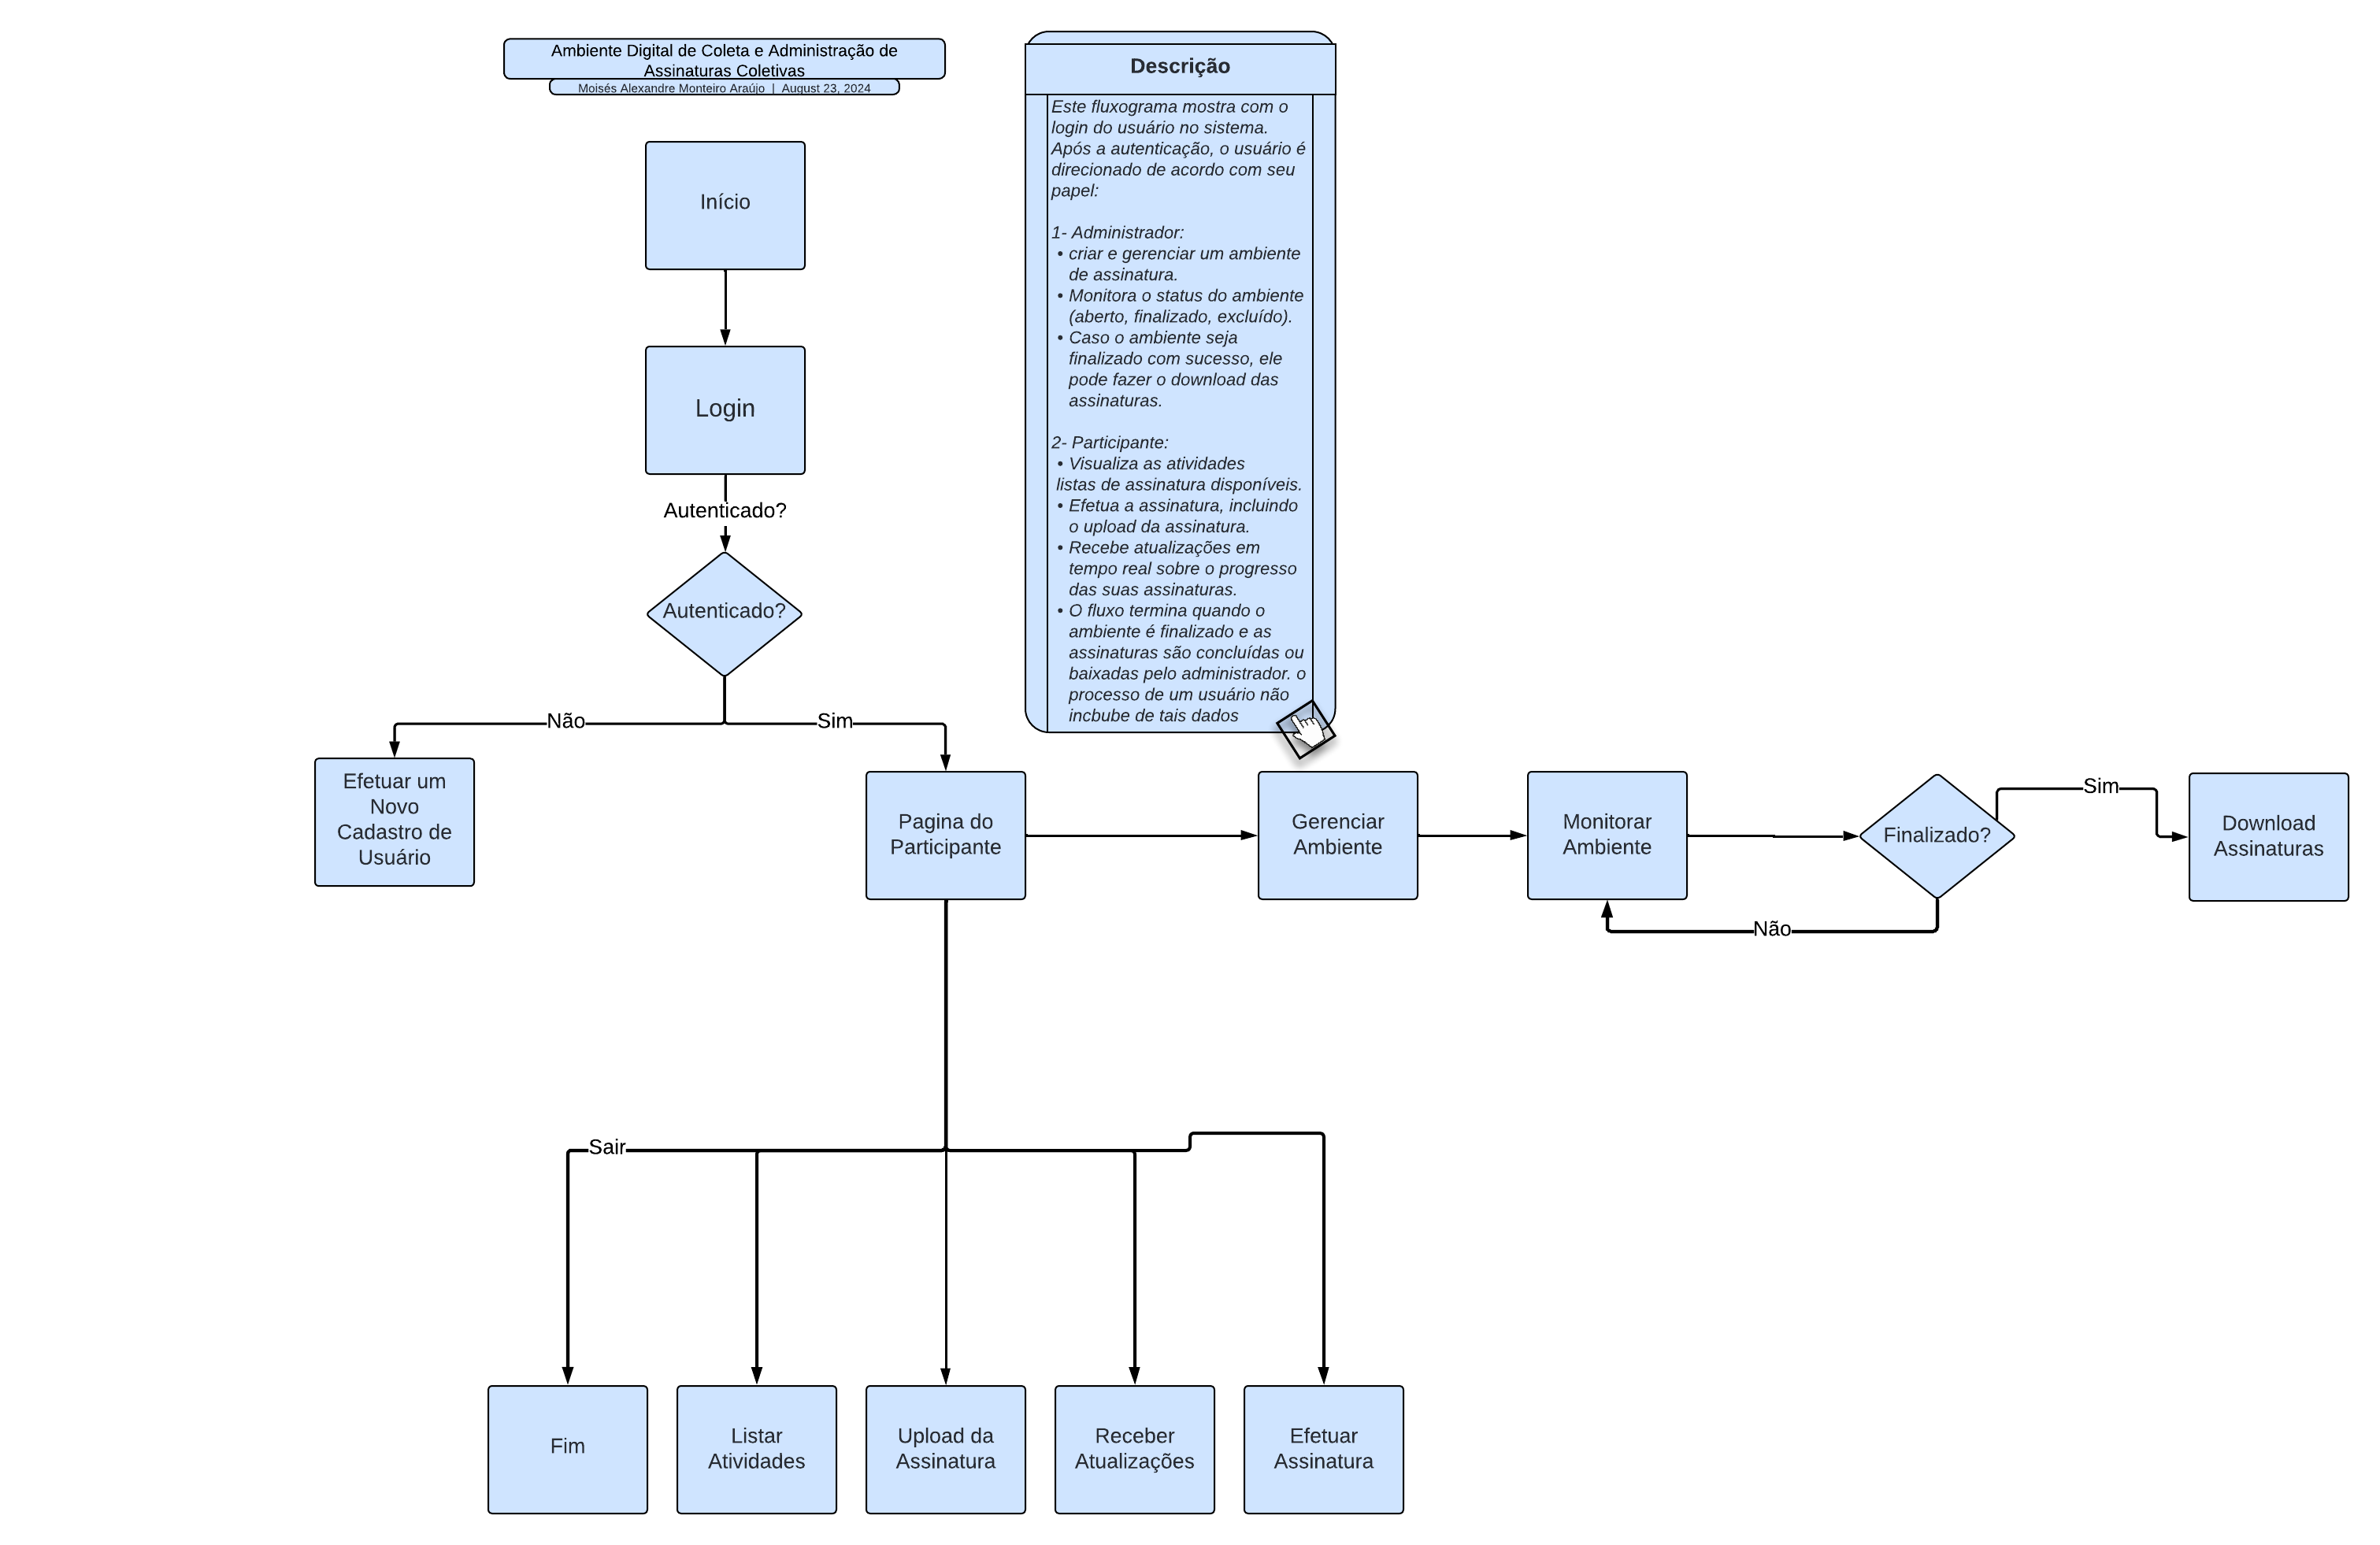 Ambiente Digital de Coleta e Administração de
Assinaturas Coletivas
Moisés Alexandre Monteiro Araújo | August 23, 2024
Descrição
Este fluxograma mostra com o
login do usuário no sistema.
Após a autenticação, o usuário é
direcionado de acordo com seu
papel:
1- Administrador:
• criar e gerenciar um ambiente
de assinatura.
• Monitora o status do ambiente
(aberto, finalizado, excluído).
• Caso o ambiente seja
finalizado com sucesso, ele
pode fazer o download das
assinaturas.
2- Participante:
• Visualiza as atividades
listas de assinatura disponíveis.
• Efetua a assinatura, incluindo
o upload da assinatura.
• Recebe atualizações em
tempo real sobre o progresso
das suas assinaturas.
• O fluxo termina quando o
ambiente é finalizado e as
assinaturas são concluídas ou
baixadas pelo administrador. o
processo de um usuário não
incbube de tais dados
Início
Login
Autenticado?
Autenticado?
Não
Sim
Efetuar um
Novo
Cadastro de
Usuário
Pagina do
Participante
Gerenciar
Ambiente
Monitorar
Ambiente
Finalizado?
Sim
Download
Assinaturas
Não
Sair
Fim
Listar
Atividades
Upload da
Assinatura
Receber
Atualizações
Efetuar
Assinatura